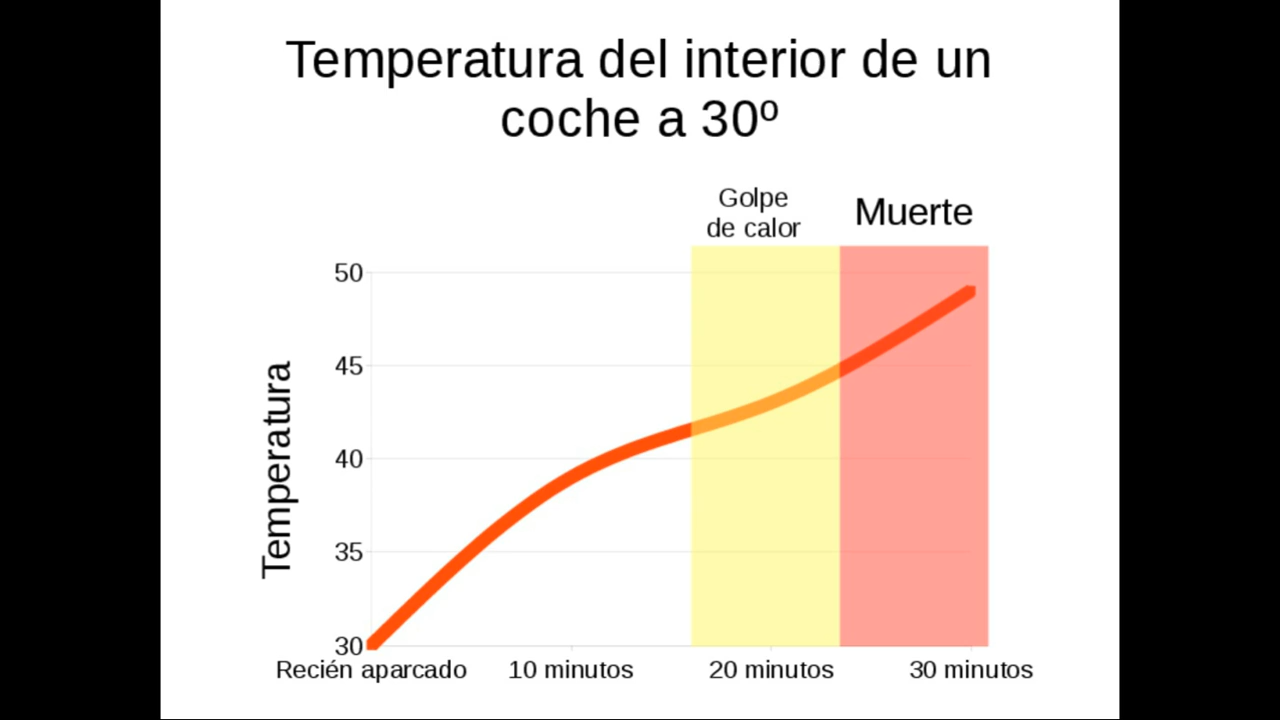 Temperatura del interior de un
coche a 30º
Golpe
de calor
Muerte
50
45
40
35
30
Temperatura
Recién aparcado
10 minutos
20 minutos
30 minutos